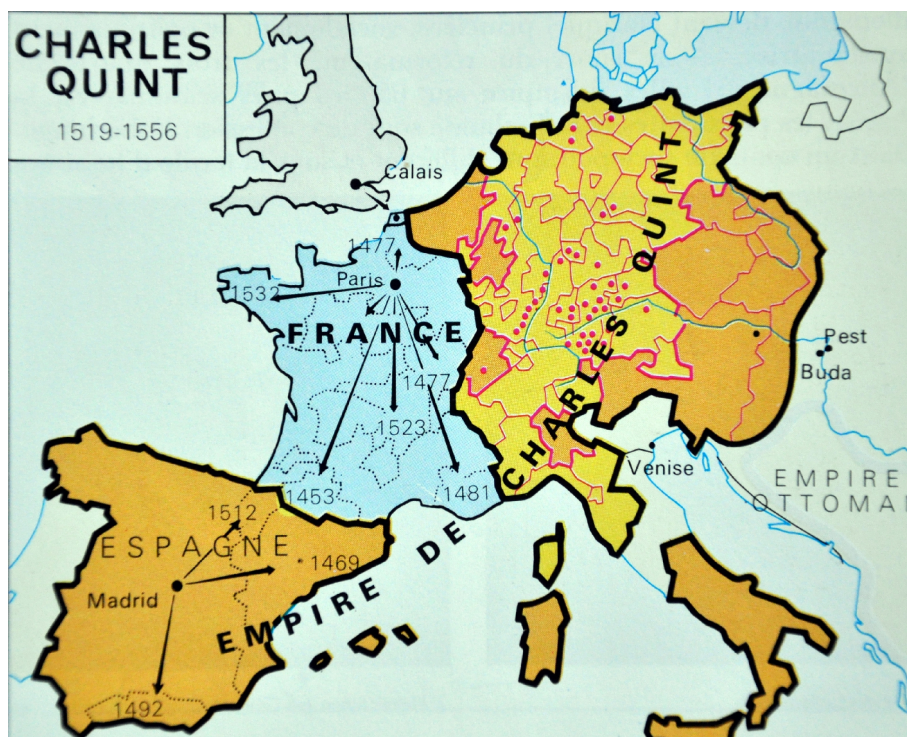 CHARLES
QUINT
1519-1556
Calais
1477
Paris
1532
FRANCE
1477
1523
1453
1481
1512
ESPAGNE
1469
Madrid
1492
EMPIRE DE CHARLES QUINT
Pest
Buda
Venise
EMPIRE
OTTOMA